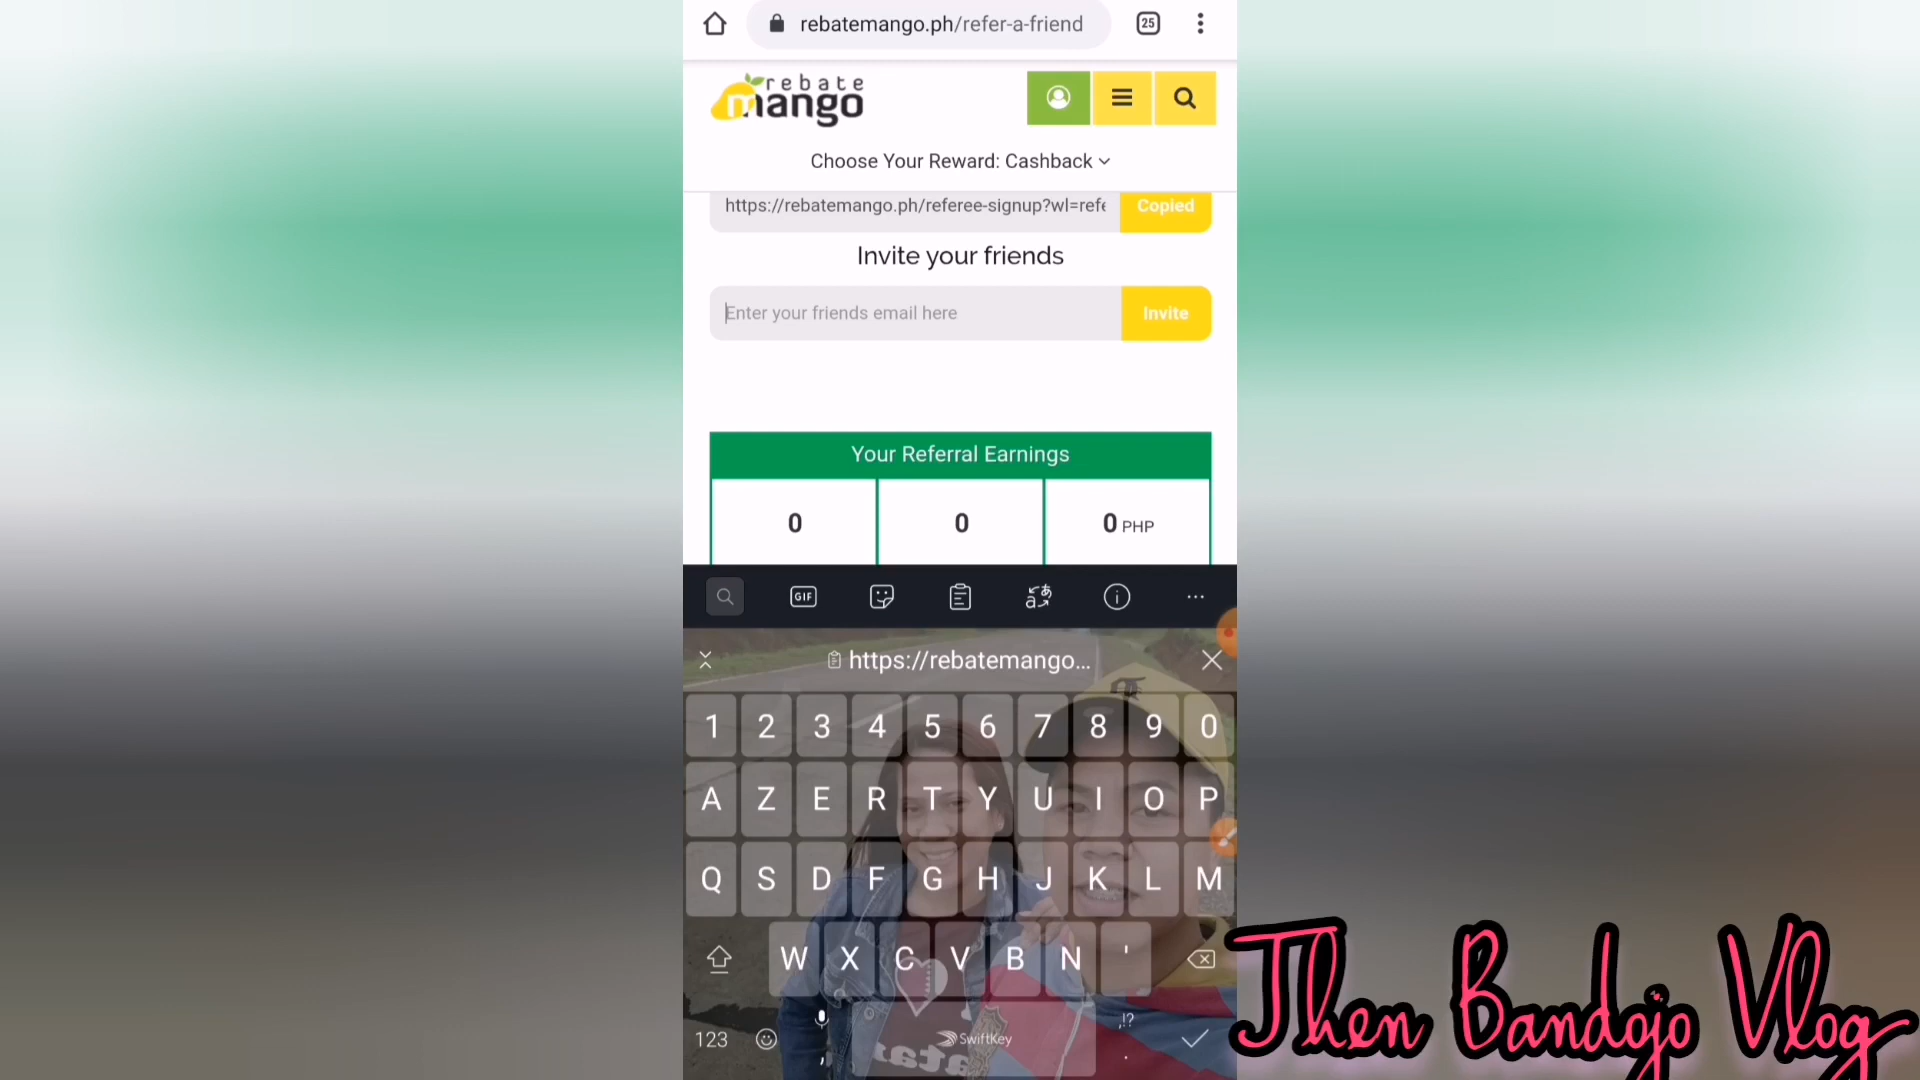 25
rebatemango.ph/refer-a-friend
rebate
mango
Choose Your Reward: Cashback
https://rebatemango.ph/referee-signup?wl=refe
Copied
Invite your friends
Enter your friends email here
Invite
Your Referral Earnings
0 0 0 PHP
GIF
https://rebatemango...
1 2 3 4 5 6 7 8 9 0
A Z E R T Y U I O P
Q S D F G H J K L M
W X C V B N '
,!?
123 , SwiftKey .
Jhen Bandojo Vlog